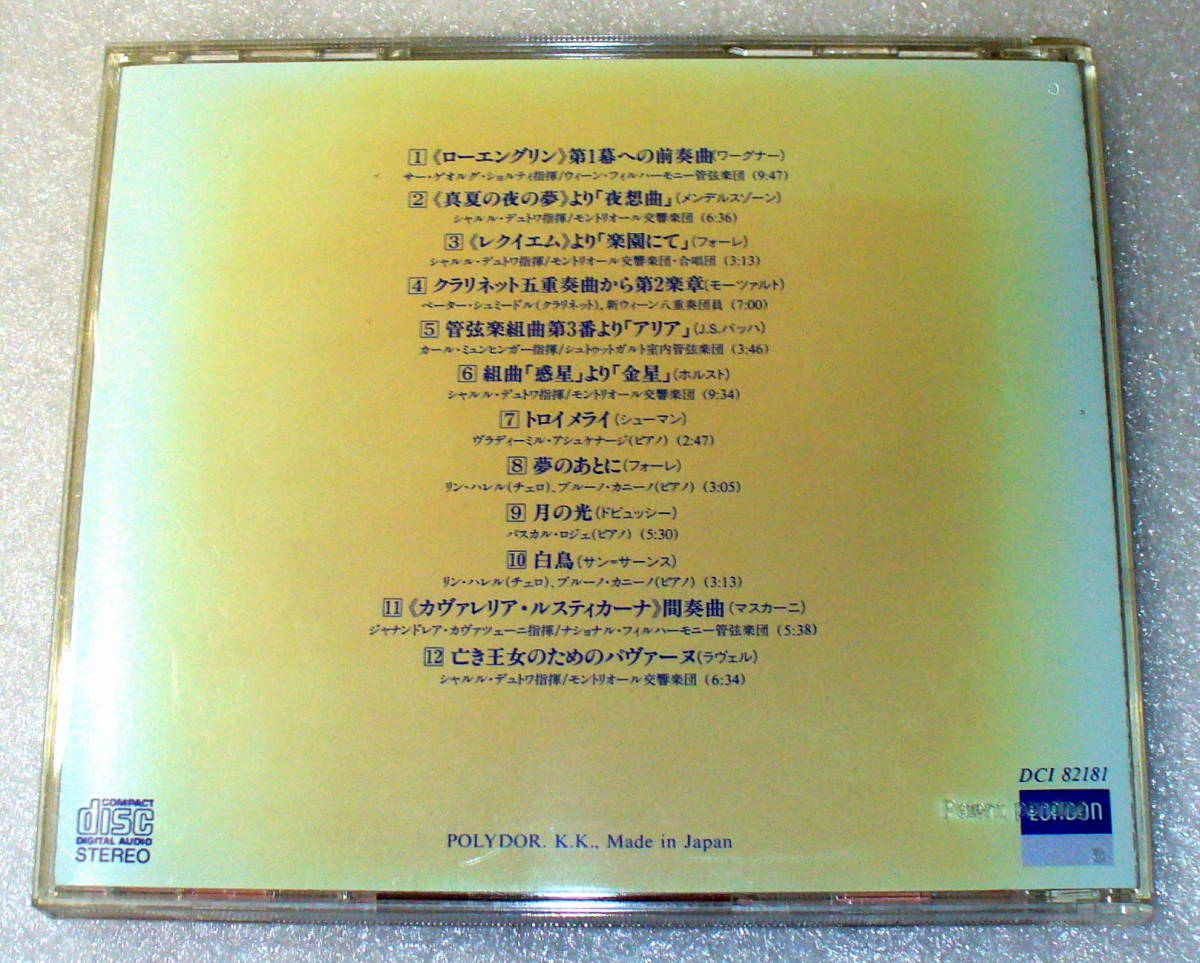 1 《ローエングリン》第1幕への前奏曲(ワーグナー)
サー・ゲオルグ・ショルティ指揮/ウィーン・フィルハーモニー管弦楽団 (9:47)
2 《真夏の夜の夢》より「夜想曲」(メンデルスゾーン)
シャルル・デュトワ指揮/モントリオール交響楽団 (6:36)
3 《レクイエム》より「楽園にて」(フォーレ)
シャルル・デュトワ指揮/モントリオール交響楽団・合唱団 (3:13)
4 クラリネット五重奏曲から第2楽章(モーツァルト)
ペーター・シュミードル(クラリネット)、新ウィーン八重奏団員 (7:00)
5 管弦楽組曲第3番より「アリア」(J.S.バッハ)
カール・ミュンヒンガー指揮/シュトゥットガルト室内管弦楽団 (3:46)
6 組曲「惑星」より「金星」(ホルスト)
シャルル・デュトワ指揮/モントリオール交響楽団 (9:34)
7 トロイメライ(シューマン)
ヴラディーミル・アシュケナージ(ピアノ) (2:47)
8 夢のあとに(フォーレ)
リン・ハレル(チェロ)、ブルーノ・カニーノ(ピアノ) (3:05)
9 月の光(ドビュッシー)
パスカル・ロジェ(ピアノ) (5:30)
10 白鳥(サン=サーンス)
リン・ハレル(チェロ)、ブルーノ・カニーノ(ピアノ) (3:13)
11 《カヴァレリア・ルスティカーナ》間奏曲(マスカーニ)
ジャナンドレア・ガヴァツェーニ指揮/ナショナル・フィルハーモニー管弦楽団 (5:38)
12 亡き王女のためのパヴァーヌ(ラヴェル)
シャルル・デュトワ指揮/モントリオール交響楽団 (6:34)
DCI 82181
Patent
LONDON
COMPACT
disc
DIGITAL AUDIO
STEREO
POLYDOR. K.K., Made in Japan